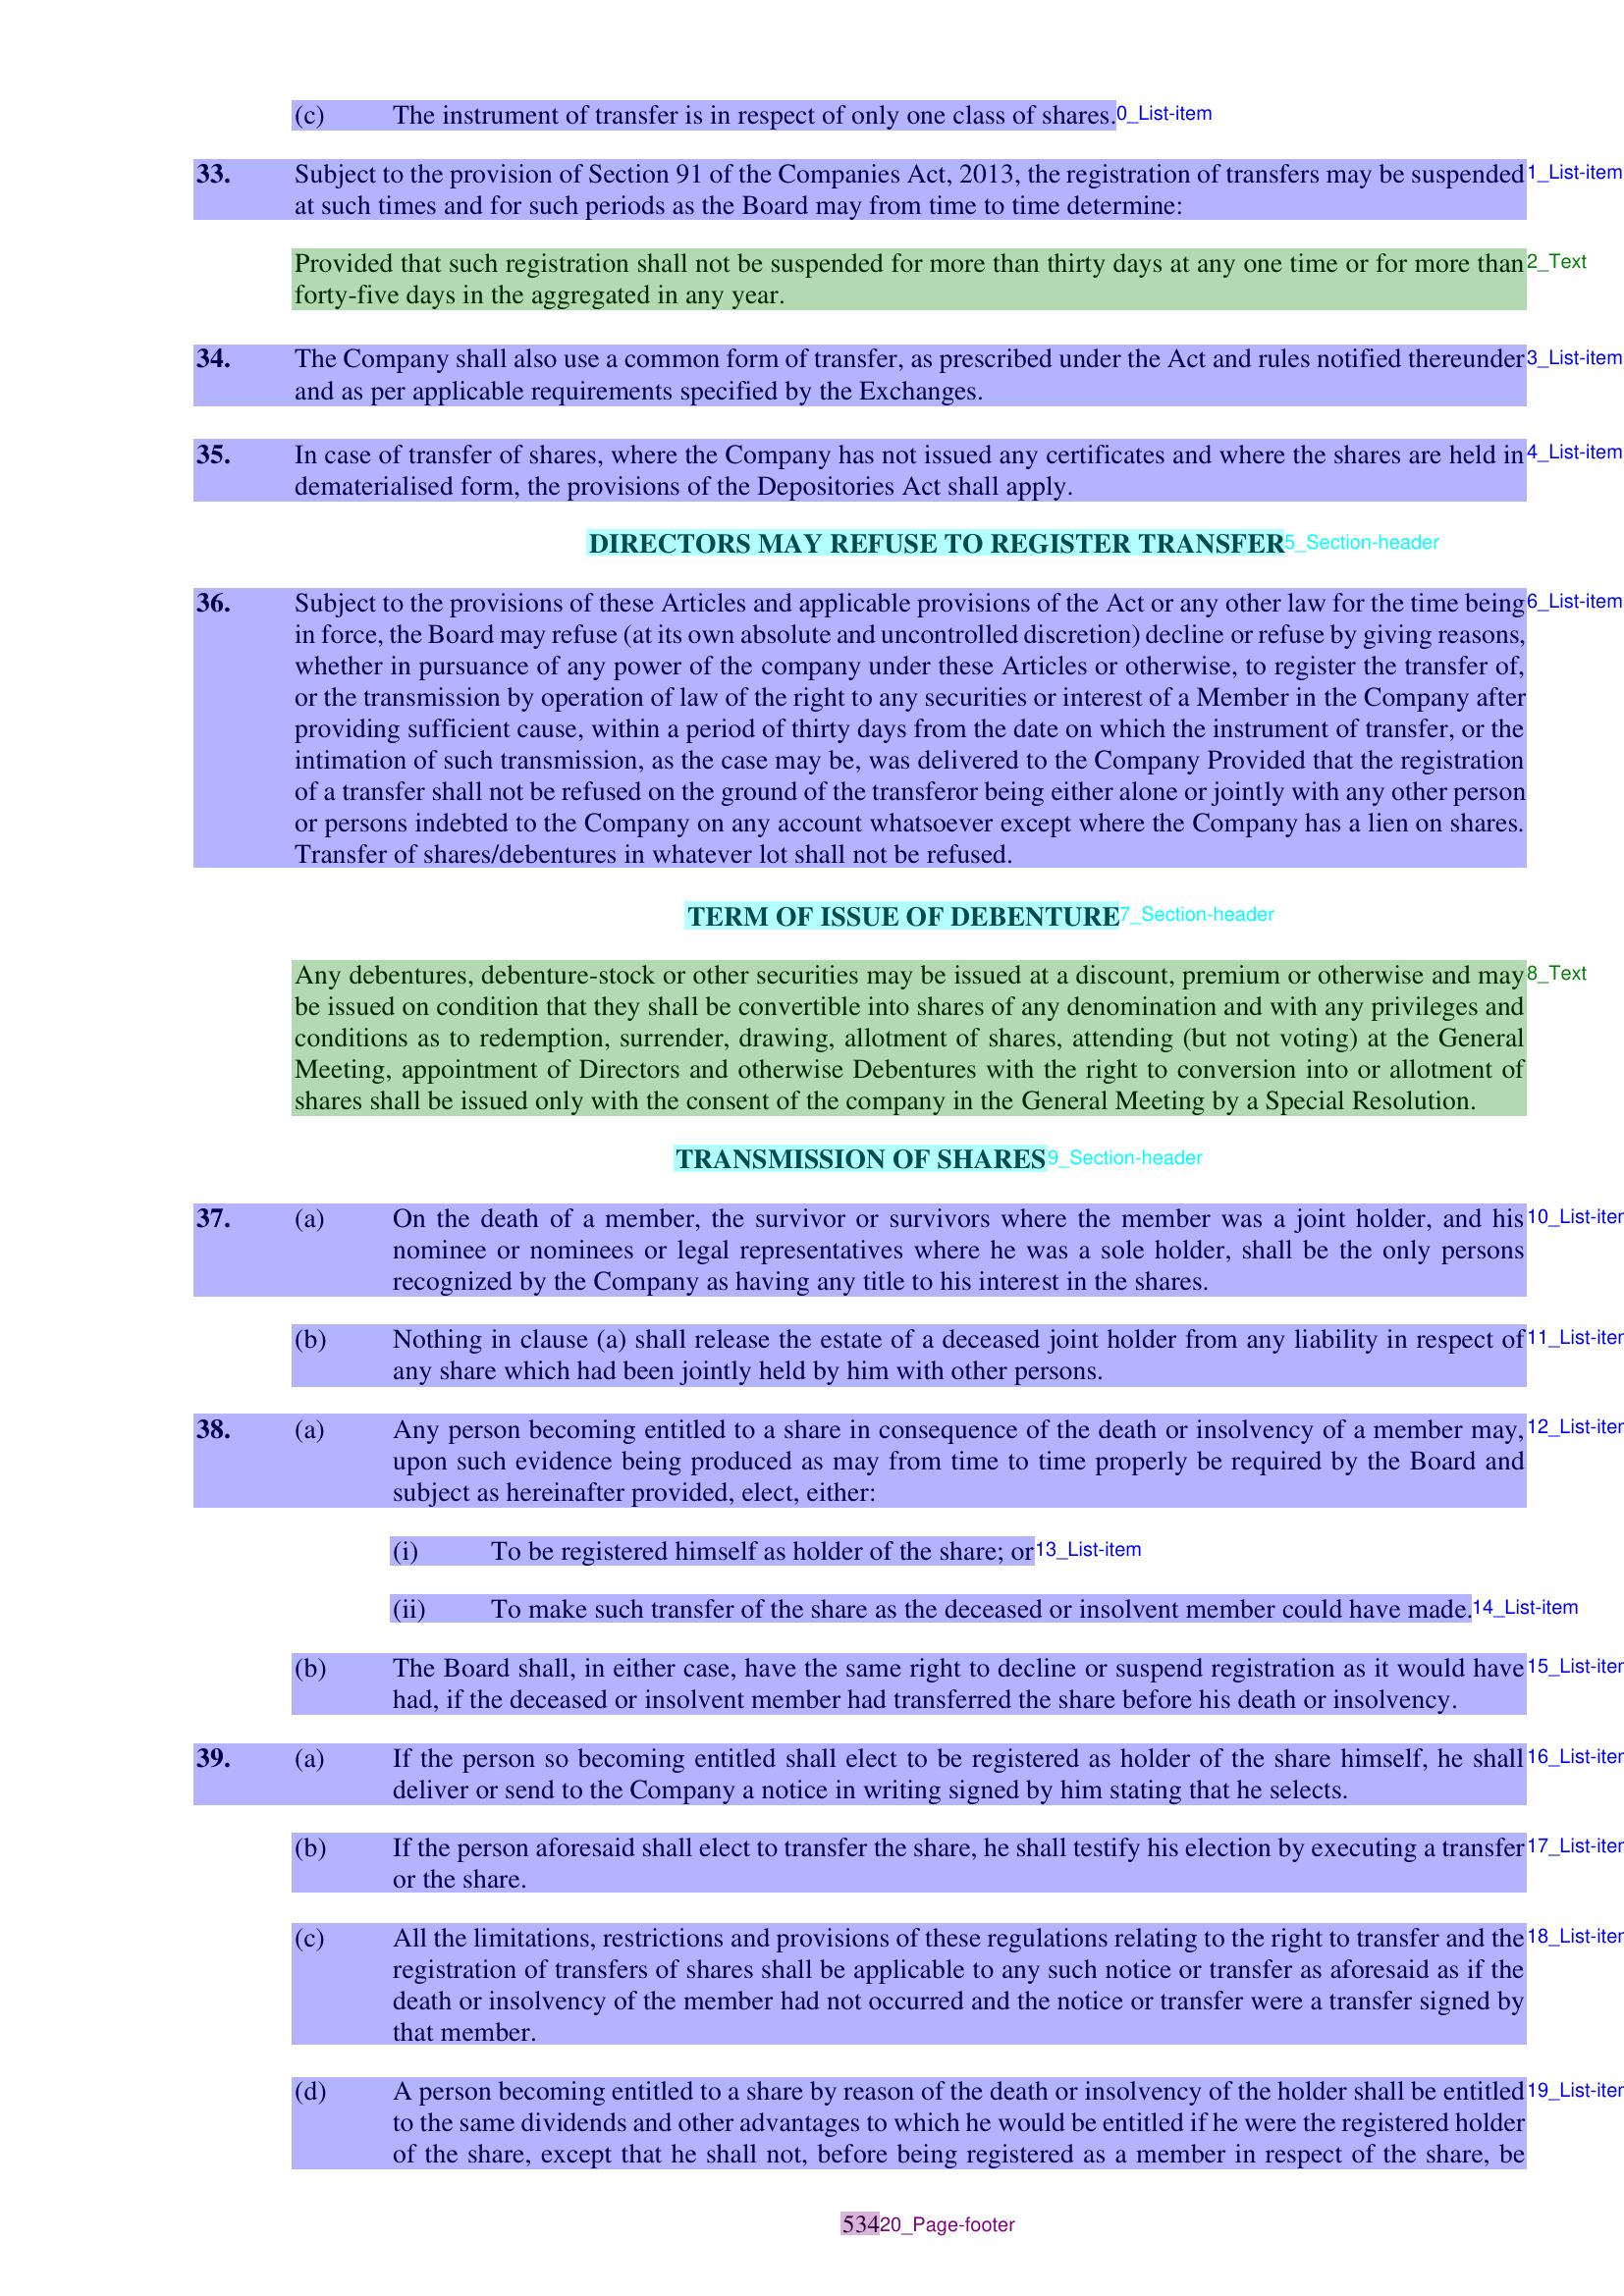 (c) The instrument of transfer is in respect of only one class of shares.0_List-item
33. Subject to the provision of Section 91 of the Companies Act, 2013, the registration of transfers may be suspended 1_List-item
at such times and for such periods as the Board may from time to time determine:
Provided that such registration shall not be suspended for more than thirty days at any one time or for more than 2_Text
forty-five days in the aggregated in any year.
34. The Company shall also use a common form of transfer, as prescribed under the Act and rules notified thereunder 3_List-item
and as per applicable requirements specified by the Exchanges.
35. In case of transfer of shares, where the Company has not issued any certificates and where the shares are held in 4_List-item
dematerialised form, the provisions of the Depositories Act shall apply.
DIRECTORS MAY REFUSE TO REGISTER TRANSFER 5_Section-header
36. Subject to the provisions of these Articles and applicable provisions of the Act or any other law for the time being 6_List-item
in force, the Board may refuse (at its own absolute and uncontrolled discretion) decline or refuse by giving reasons,
whether in pursuance of any power of the company under these Articles or otherwise, to register the transfer of,
or the transmission by operation of law of the right to any securities or interest of a Member in the Company after
providing sufficient cause, within a period of thirty days from the date on which the instrument of transfer, or the
intimation of such transmission, as the case may be, was delivered to the Company Provided that the registration
of a transfer shall not be refused on the ground of the transferor being either alone or jointly with any other person
or persons indebted to the Company on any account whatsoever except where the Company has a lien on shares.
Transfer of shares/debentures in whatever lot shall not be refused.
TERM OF ISSUE OF DEBENTURE 7_Section-header
Any debentures, debenture-stock or other securities may be issued at a discount, premium or otherwise and may 8_Text
be issued on condition that they shall be convertible into shares of any denomination and with any privileges and
conditions as to redemption, surrender, drawing, allotment of shares, attending (but not voting) at the General
Meeting, appointment of Directors and otherwise Debentures with the right to conversion into or allotment of
shares shall be issued only with the consent of the company in the General Meeting by a Special Resolution.
TRANSMISSION OF SHARES 9_Section-header
37. (a) On the death of a member, the survivor or survivors where the member was a joint holder, and his 10_List-iter
nominee or nominees or legal representatives where he was a sole holder, shall be the only persons
recognized by the Company as having any title to his interest in the shares.
(b) Nothing in clause (a) shall release the estate of a deceased joint holder from any liability in respect of 11_List-iter
any share which had been jointly held by him with other persons.
38. (a) Any person becoming entitled to a share in consequence of the death or insolvency of a member may, 12_List-iter
upon such evidence being produced as may from time to time properly be required by the Board and
subject as hereinafter provided, elect, either:
(i) To be registered himself as holder of the share; or 13_List-item
(ii) To make such transfer of the share as the deceased or insolvent member could have made. 14_List-item
(b) The Board shall, in either case, have the same right to decline or suspend registration as it would have 15_List-iter
had, if the deceased or insolvent member had transferred the share before his death or insolvency.
39. (a) If the person so becoming entitled shall elect to be registered as holder of the share himself, he shall 16_List-iter
deliver or send to the Company a notice in writing signed by him stating that he selects.
(b) If the person aforesaid shall elect to transfer the share, he shall testify his election by executing a transfer 17_List-iter
or the share.
(c) All the limitations, restrictions and provisions of these regulations relating to the right to transfer and the 18_List-iter
registration of transfers of shares shall be applicable to any such notice or transfer as aforesaid as if the
death or insolvency of the member had not occurred and the notice or transfer were a transfer signed by
that member.
(d) A person becoming entitled to a share by reason of the death or insolvency of the holder shall be entitled 19_List-iter
to the same dividends and other advantages to which he would be entitled if he were the registered holder
of the share, except that he shall not, before being registered as a member in respect of the share, be
534 20_Page-footer